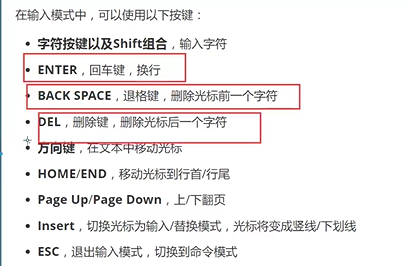 在输入模式中，可以使用以下按键：
• 字符按键以及Shift组合，输入字符
• ENTER，回车键，换行
• BACK SPACE，退格键，删除光标前一个字符
• DEL，删除键，删除光标后一个字符
• 方向键，在文本中移动光标
• HOME/END，移动光标到行首/行尾
• Page Up/Page Down，上/下翻页
• Insert，切换光标为输入/替换模式，光标将变成竖线/下划线
• ESC，退出输入模式，切换到命令模式